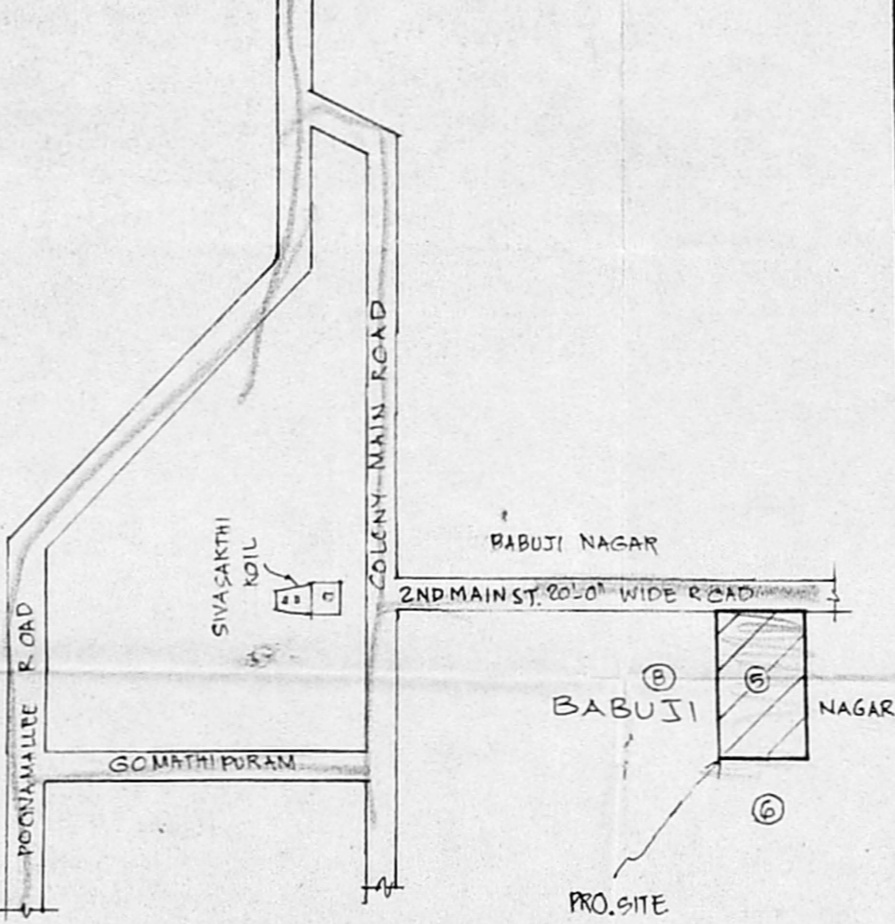 COLONY MAIN ROAD
SIVASAKTHI
KOIL
BABUJI NAGAR
2ND MAIN ST. 20'-0" WIDE ROAD
POONAMALLEE ROAD
8
5
BABUJI
NAGAR
GOMATHIPURAM
6
PRO.SITE